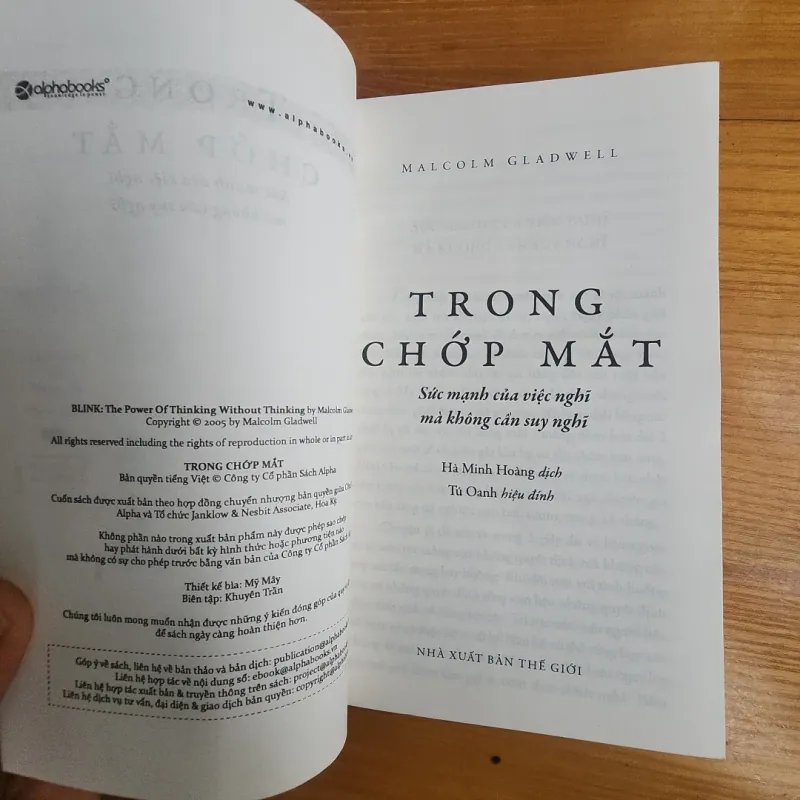 alphabooks®
knowledge is power
www.alphabooks.
BLINK: The Power Of Thinking Without Thinking by Malcolm
Copyright © 2005 by Malcolm Gladwell
All rights reserved including the rights of reproduction in whole or in part
TRONG CHỚP MẮT
Bản quyền tiếng Việt © Công ty Cổ phần Sách Alpha
Cuốn sách được xuất bản theo hợp đồng chuyển nhượng bản quyền giữa
Alpha và Tổ chức Janklow & Nesbit Associate, Hoa Kỳ
Không phần nào trong xuất bản phẩm này được phép sao chép
hay phát hành dưới bất kỳ hình thức hoặc phương tiện nào
mà không có sự cho phép trước bằng văn bản của Công ty Cổ phần Sách
Thiết kế bìa: Mỹ Mây
Biên tập: Khuyên Trần
Chúng tôi luôn mong muốn nhận được những ý kiến đóng góp của
để sách ngày càng hoàn thiện hơn.
Góp ý về sách, liên hệ về bản thảo và bản dịch: publication@alphabooks
Liên hệ hợp tác về nội dung số: ebook@alphabooks.vn
Liên hệ hợp tác xuất bản & truyền thông trên sách: project@alphabooks
Liên hệ dịch vụ tư vấn, đại diện & giao dịch bản quyền: copyright@alphab
MALCOLM GLADWELL
TRONG
CHỚP MẮT
Sức mạnh của việc nghĩ
mà không cần suy nghĩ
Hà Minh Hoàng dịch
Tú Oanh hiệu đính
NHÀ XUẤT BẢN THẾ GIỚI